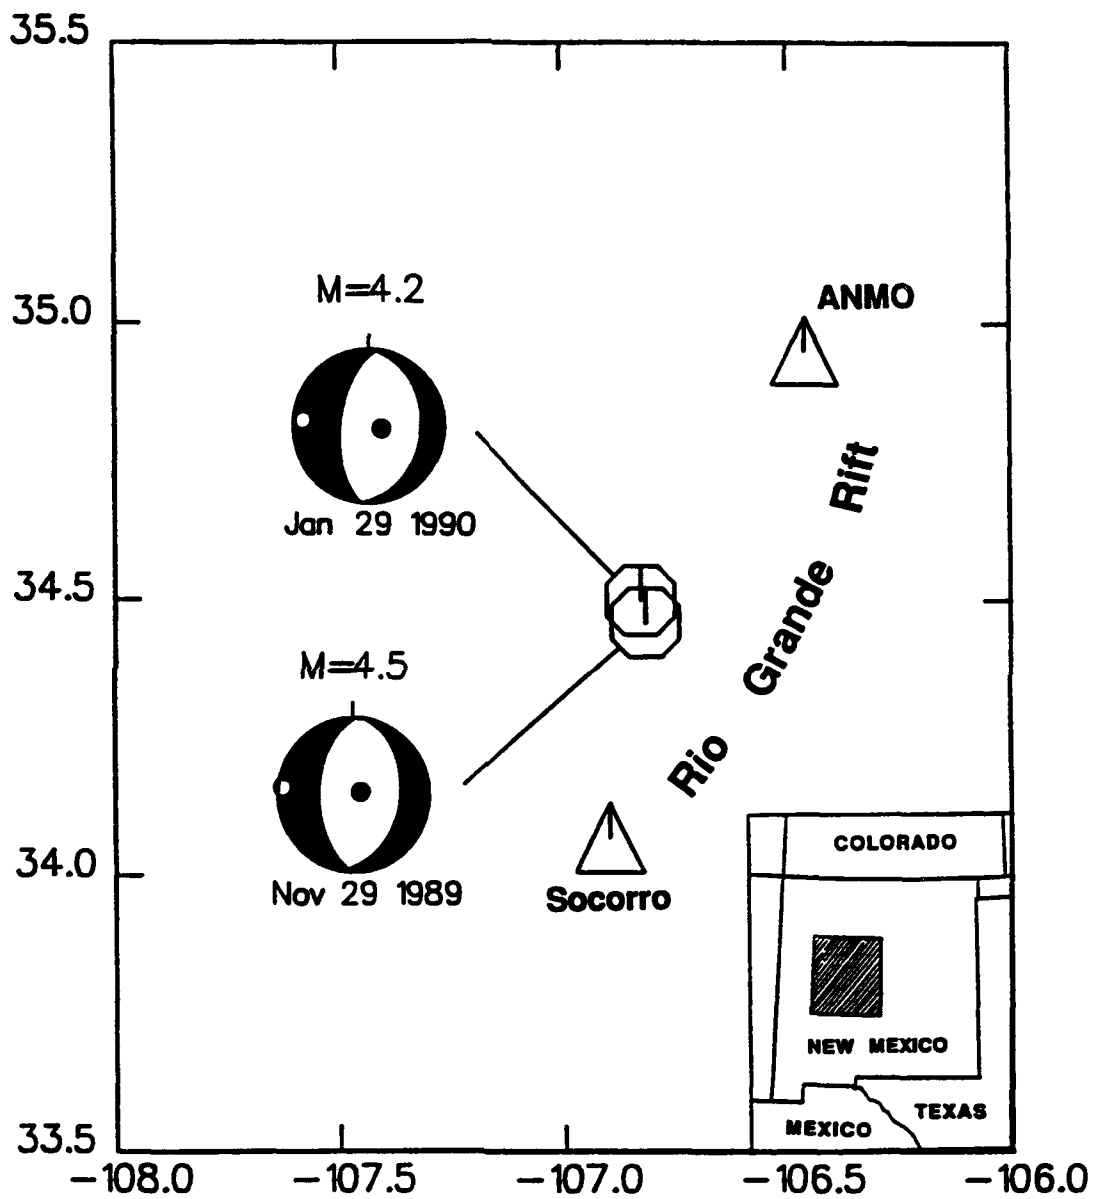 35.5
M=4.2
ANMO
35.0
Jan 29 1990
Rio Grande Rift
34.5
M=4.5
34.0
Nov 29 1989
Socorro
COLORADO
NEW MEXICO
TEXAS
MEXICO
33.5
-108.0 -107.5 -107.0 -106.5 -106.0